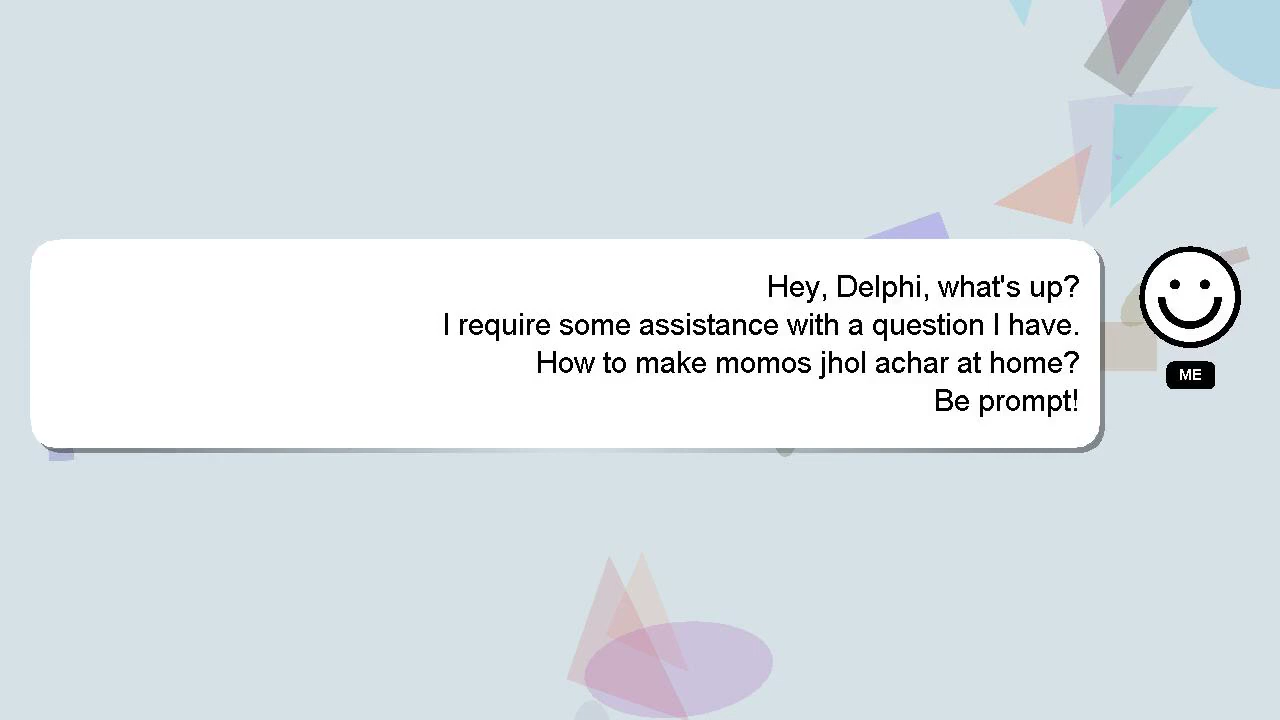 Hey, Delphi, what's up?
I require some assistance with a question I have.
How to make momos jhol achar at home?
Be prompt!
ME